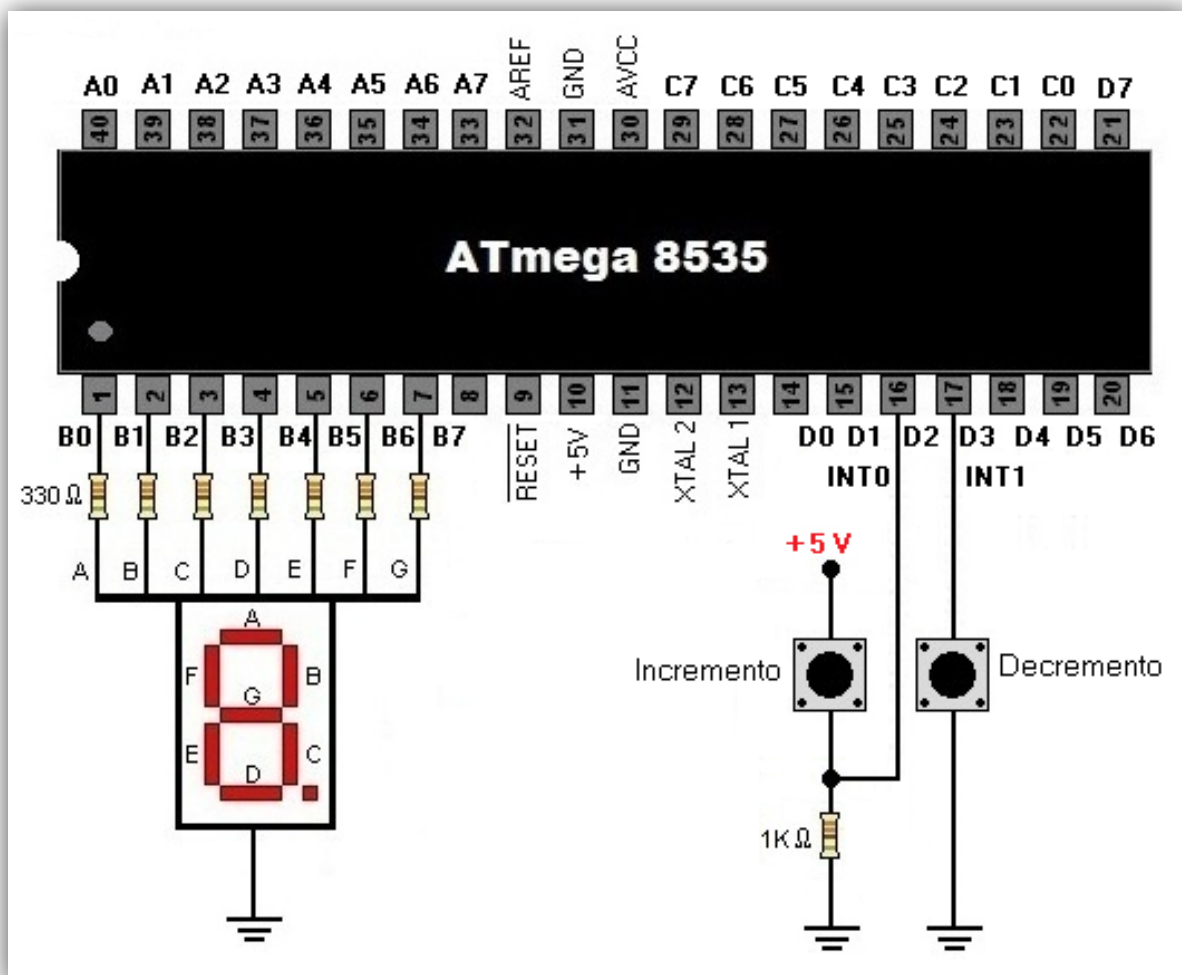 A0 A1 A2 A3 A4 A5 A6 A7 AREF GND AVCC C7 C6 C5 C4 C3 C2 C1 C0 D7
40 39 38 37 36 35 34 33 32 31 30 29 28 27 26 25 24 23 22 21
ATmega 8535
1 2 3 4 5 6 7 8 9 10 11 12 13 14 15 16 17 18 19 20
B0 B1 B2 B3 B4 B5 B6 B7 RESET +5V GND XTAL 2 XTAL 1 D0 D1 D2 D3 D4 D5 D6
INT0 INT1
330 Ω
+5 V
A B C D E F G
A
F B
G
E C
D
Incremento
Decremento
1K Ω